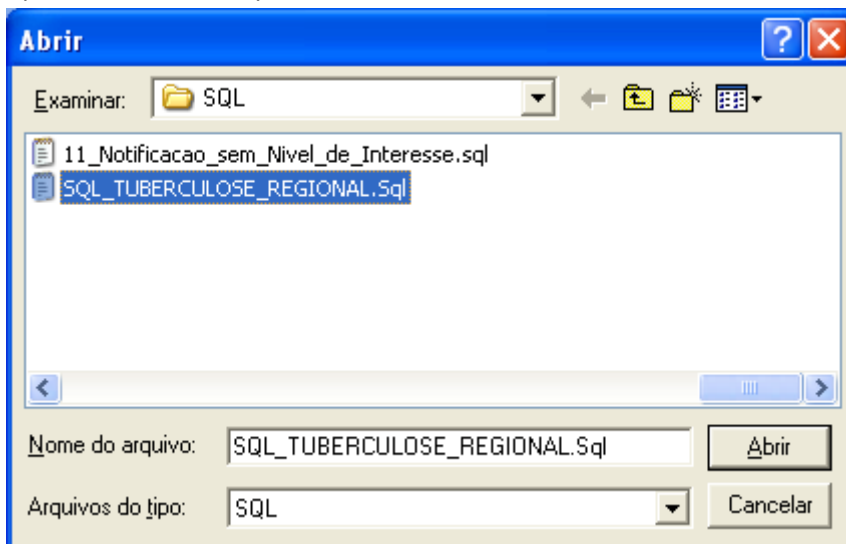 Abrir
Examinar: SQL
11_Notificacao_sem_Nivel_de_Interesse.sql
SQL_TUBERCULOSE_REGIONAL.Sql
Nome do arquivo: SQL_TUBERCULOSE_REGIONAL.Sql Abrir
Arquivos do tipo: SQL Cancelar